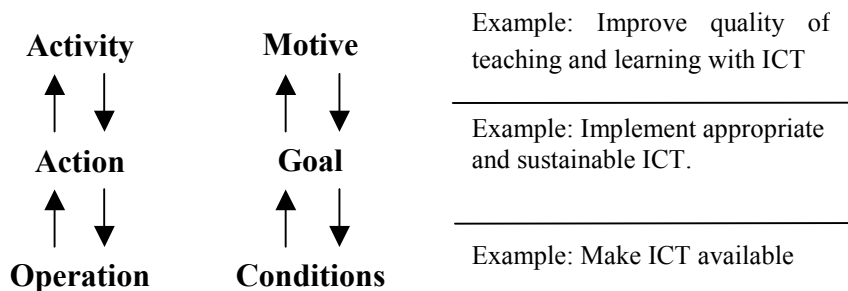 Activity Motive Example: Improve quality of
teaching and learning with ICT
Action Goal Example: Implement appropriate
and sustainable ICT.
Operation Conditions Example: Make ICT available